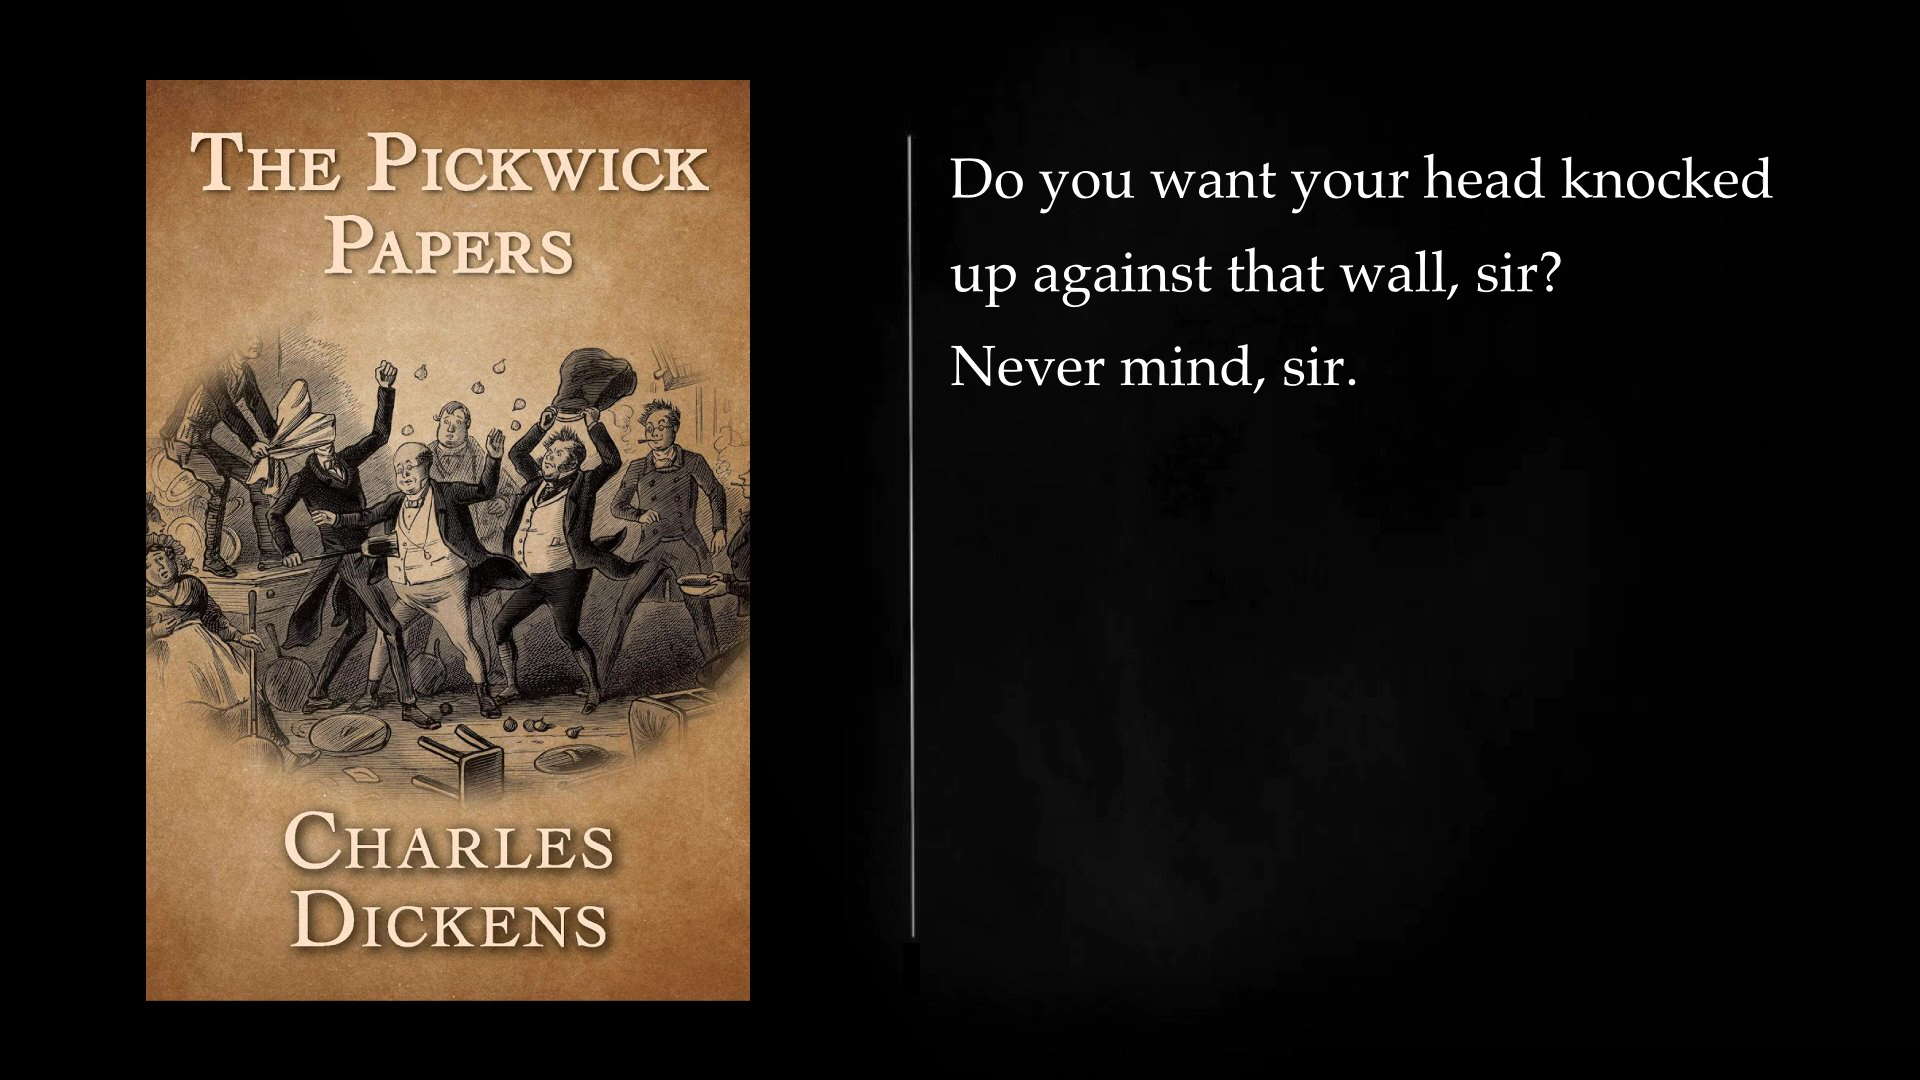 The Pickwick
Papers
Charles
Dickens
Do you want your head knocked
up against that wall, sir?
Never mind, sir.